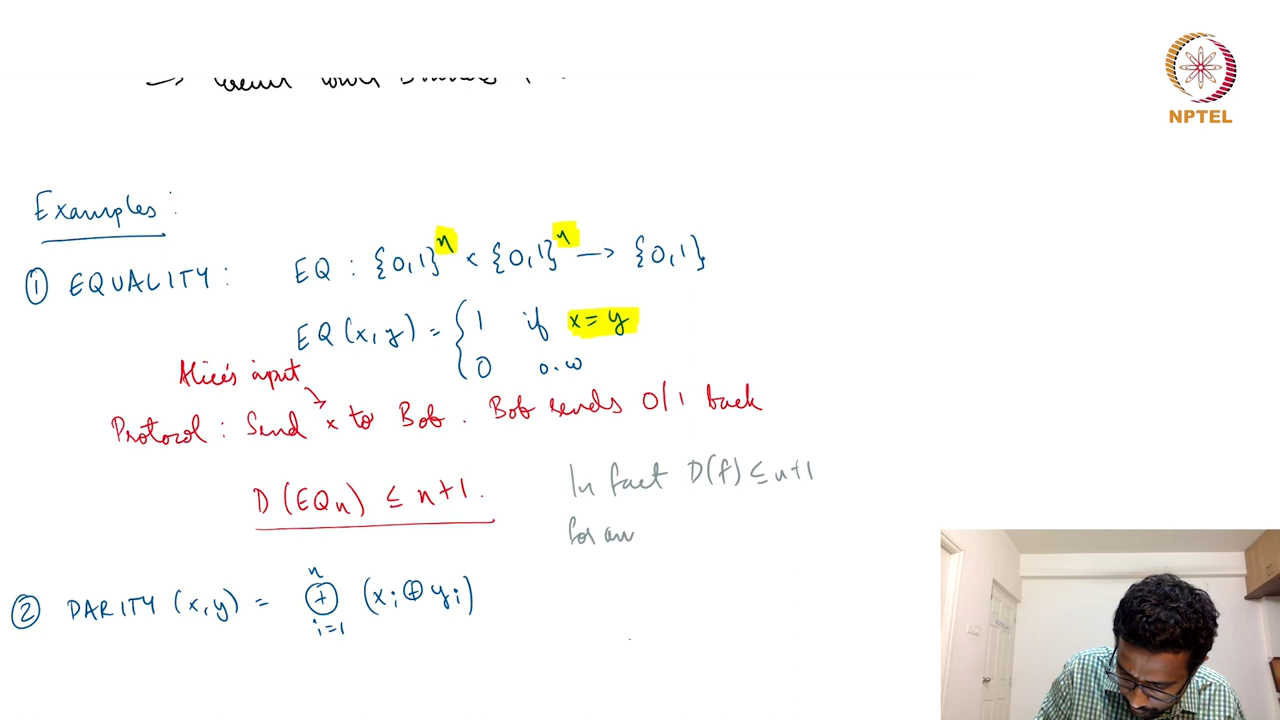 NPTEL
Examples :
① EQUALITY : EQ : {0,1}ⁿ × {0,1}ⁿ → {0,1}
EQ(x,y) = { 1 if x = y
0 o.w
Alice's input
Protocol : Send x to Bob . Bob sends 0/1 back
D(EQₙ) ≤ n+1 .
In fact D(f) ≤ n+1
for an
② PARITY (x,y) = ⊕ᵢ₌₁ⁿ (xᵢ ⊕ yᵢ)